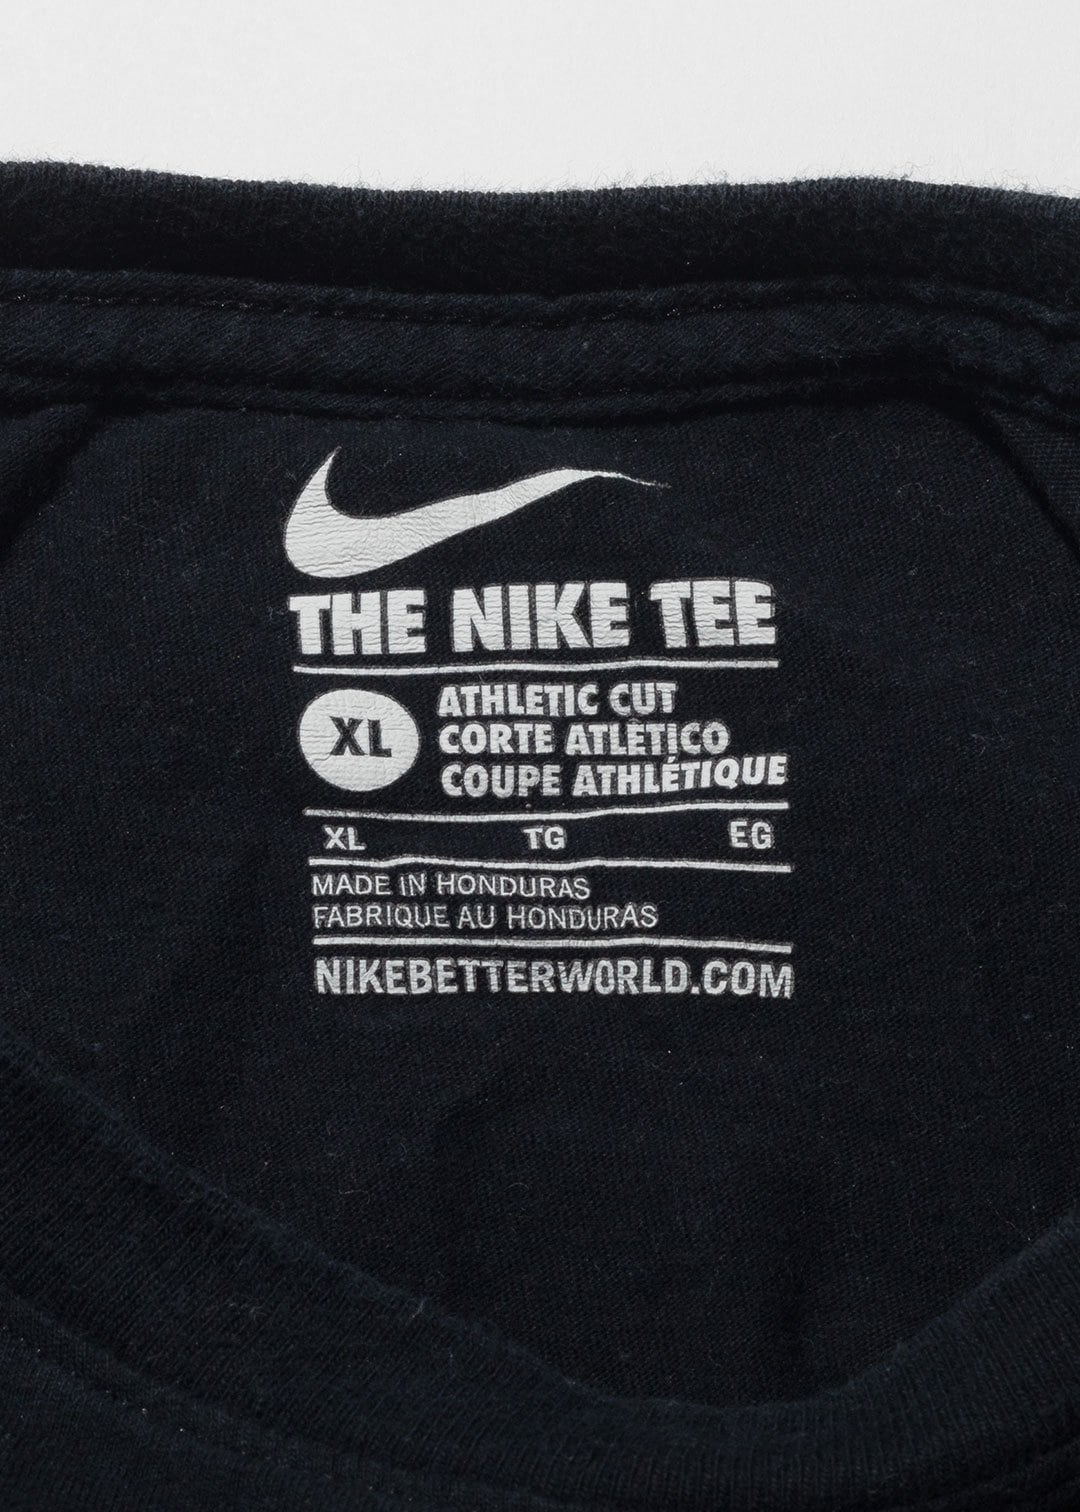 THE NIKE TEE
XL
ATHLETIC CUT
CORTE ATLÉTICO
COUPE ATHLÉTIQUE
XL TG EG
MADE IN HONDURAS
FABRIQUE AU HONDURAS
NIKEBETTERWORLD.COM